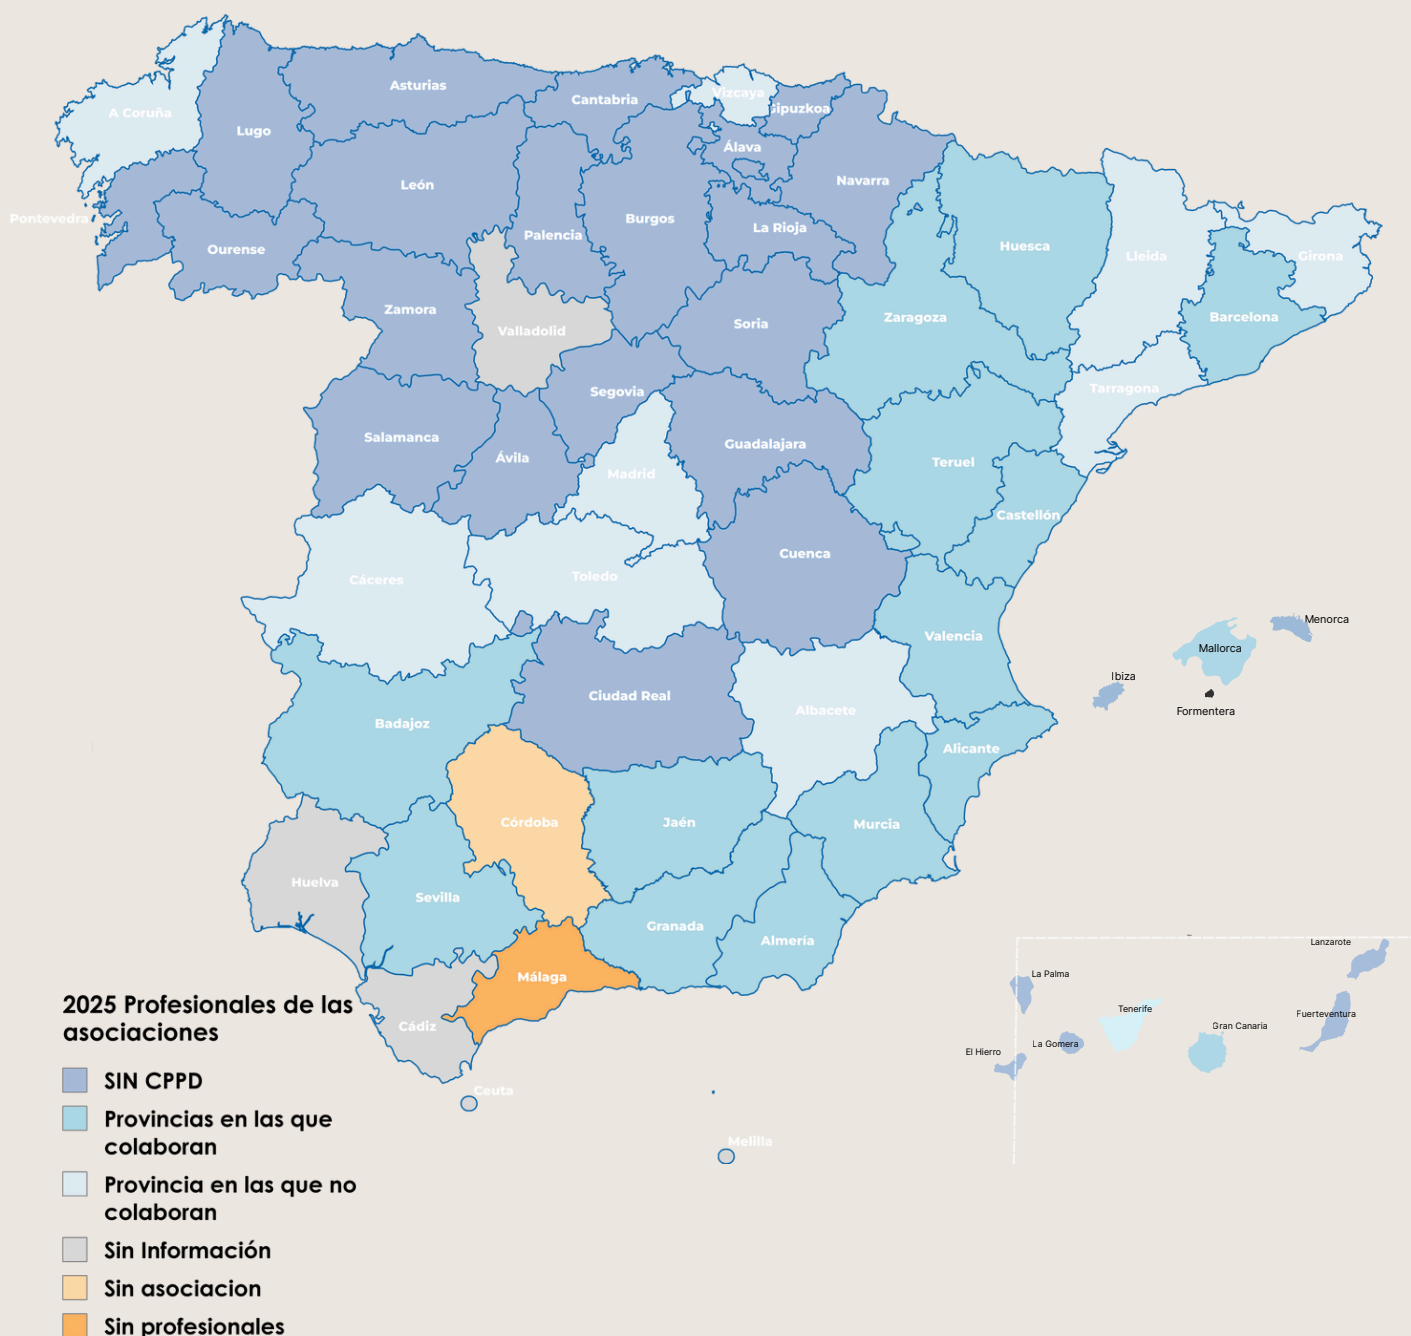 Asturias
Cantabria
Vizcaya
Gipuzkoa
A Coruña
Lugo
Álava
León
Navarra
Pontevedra
Ourense
Palencia
Burgos
La Rioja
Huesca
Lleida
Girona
Zamora
Valladolid
Soria
Zaragoza
Barcelona
Segovia
Tarragona
Salamanca
Ávila
Madrid
Guadalajara
Teruel
Castellón
Cáceres
Toledo
Cuenca
Valencia
Menorca
Mallorca
Ibiza
Formentera
Badajoz
Ciudad Real
Albacete
Alicante
Córdoba
Jaén
Murcia
Huelva
Sevilla
Granada
Almería
Málaga
Cádiz
Ceuta
Melilla
Lanzarote
La Palma
Tenerife
Fuerteventura
Gran Canaria
La Gomera
El Hierro
2025 Profesionales de las
asociaciones
SIN CPPD
Provincias en las que
colaboran
Provincia en las que no
colaboran
Sin Información
Sin asociacion
Sin profesionales